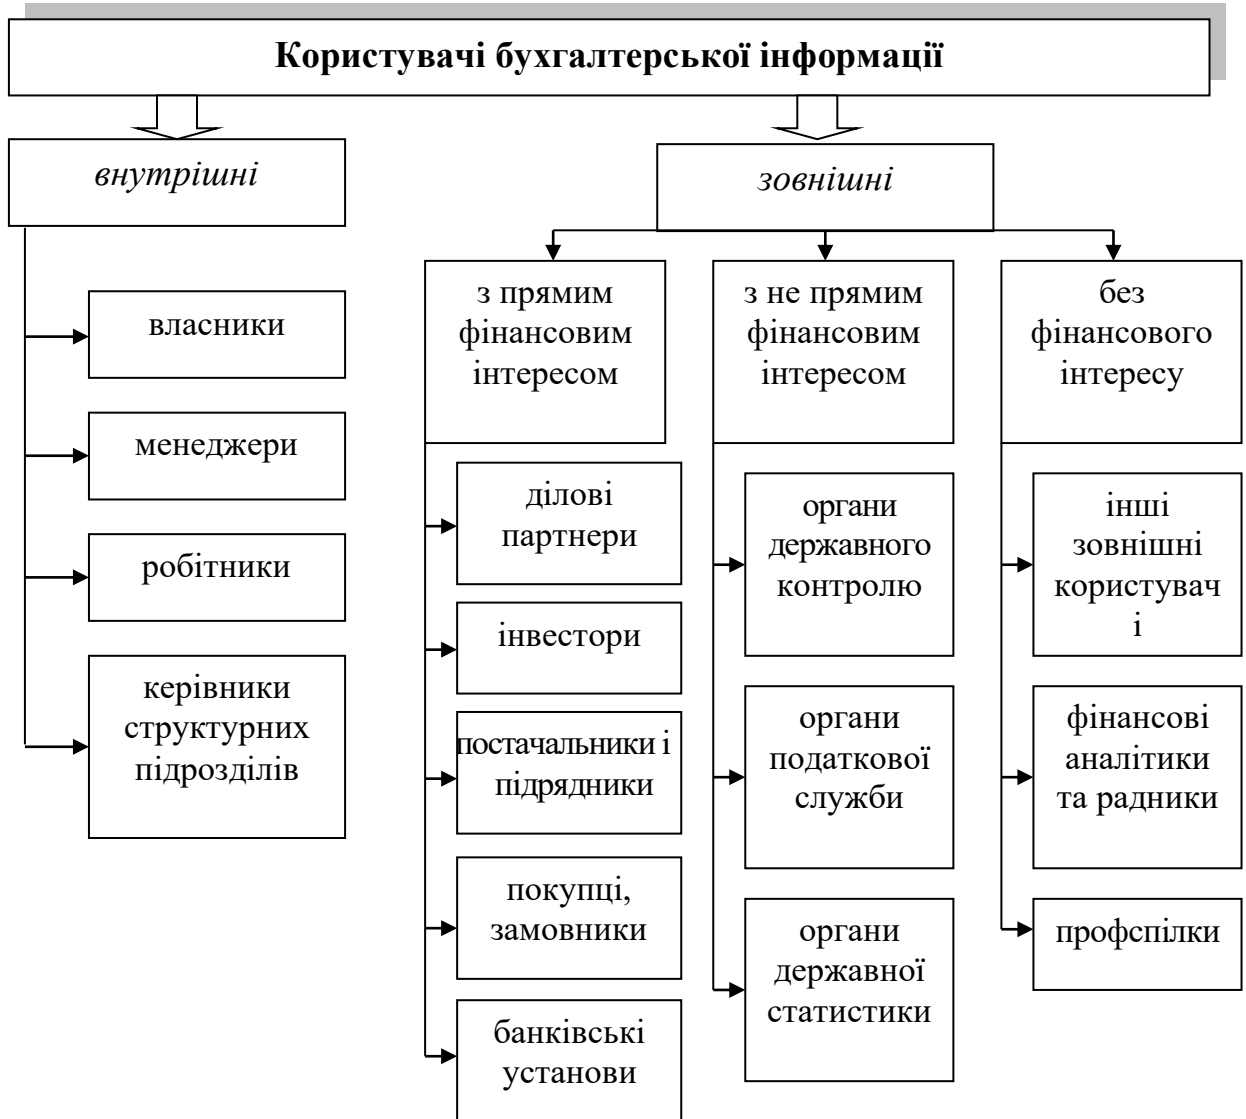 Користувачі бухгалтерської інформації
внутрішні
власники
менеджери
робітники
керівники
структурних
підрозділів
зовнішні
з прямим
фінансовим
інтересом
ділові
партнери
інвестори
постачальники і
підрядники
покупці,
замовники
банківські
установи
з не прямим
фінансовим
інтересом
органи
державного
контролю
органи
податкової
служби
органи
державної
статистики
без
фінансового
інтересу
інші
зовнішні
користувач
і
фінансові
аналітики
та радники
профспілки